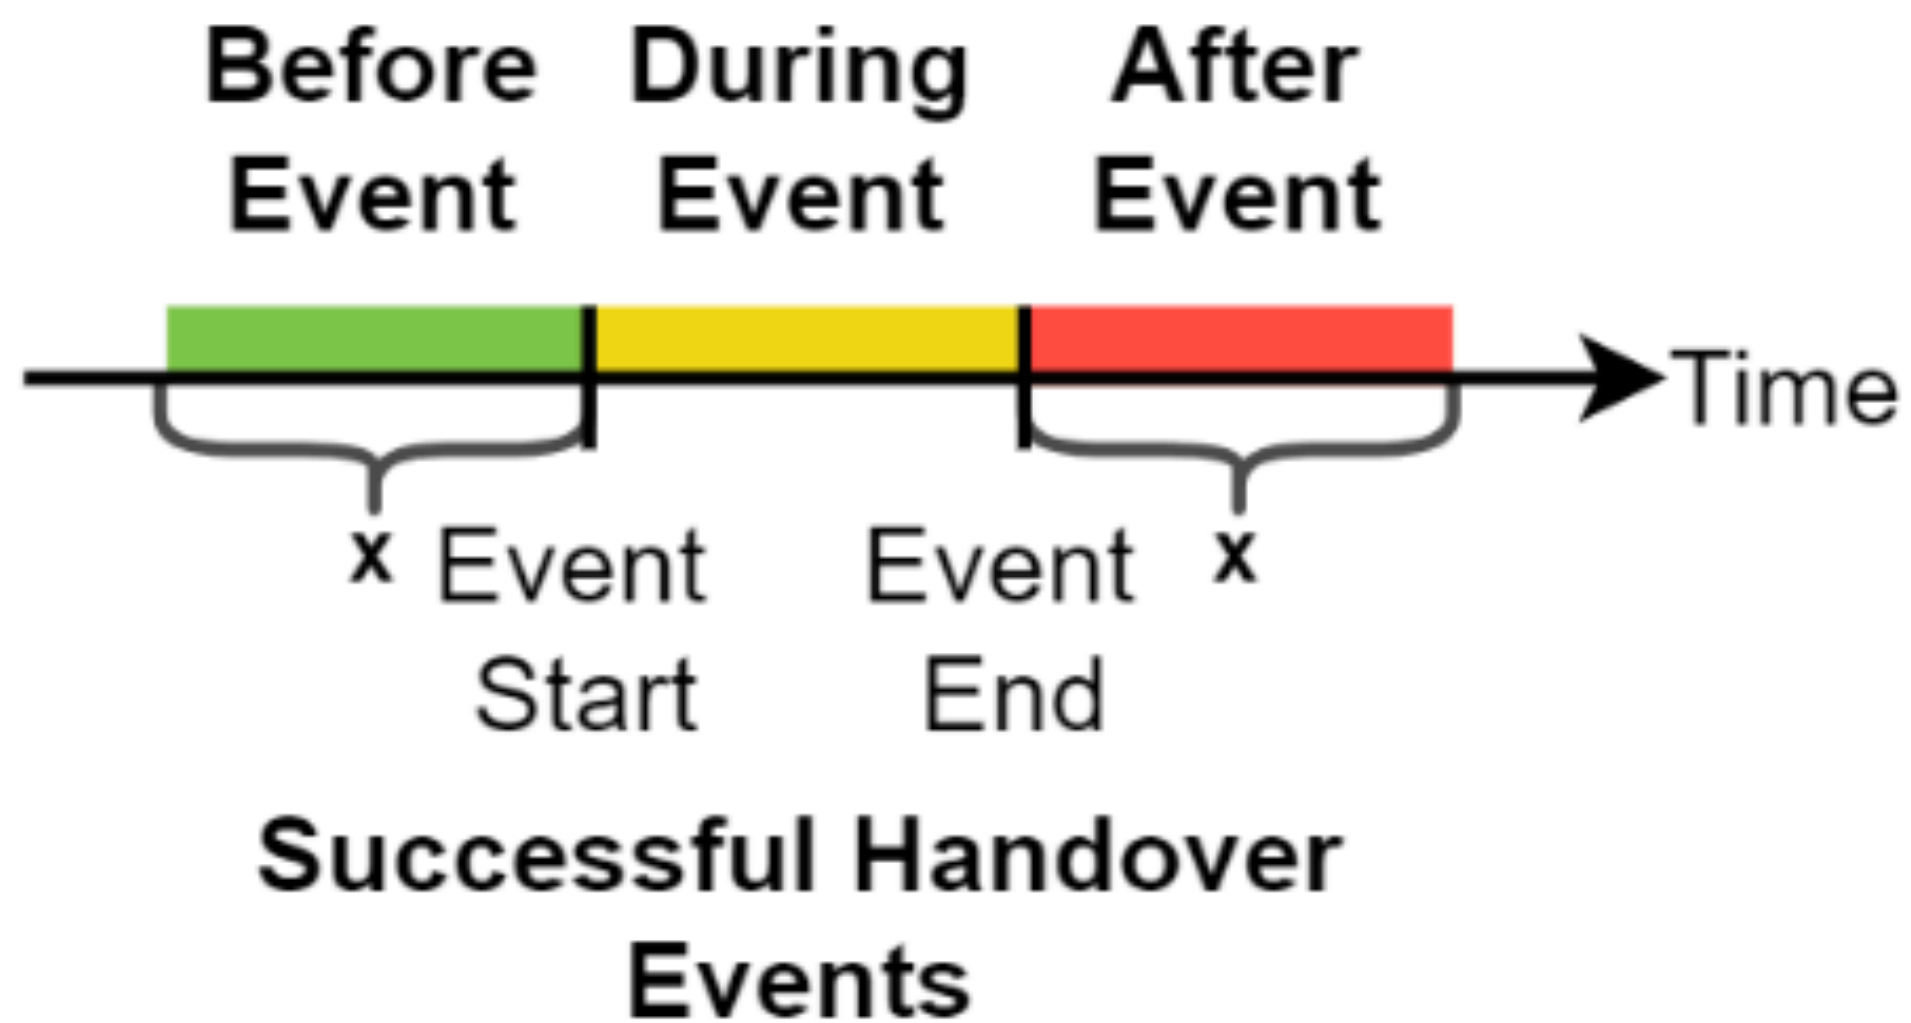 Before
Event
During
Event
After
Event
Time
x
Event
Start
Event
End
x
Successful Handover
Events